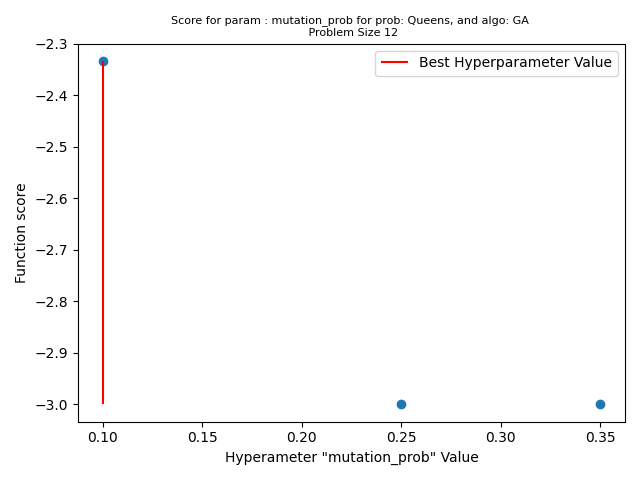 Score for param : mutation_prob for prob: Queens, and algo: GA
Problem Size 12
−2.3
−2.4
−2.5
−2.6
−2.7
−2.8
−2.9
−3.0
Function score
Best Hyperparameter Value
0.10 0.15 0.20 0.25 0.30 0.35
Hyperameter "mutation_prob" Value